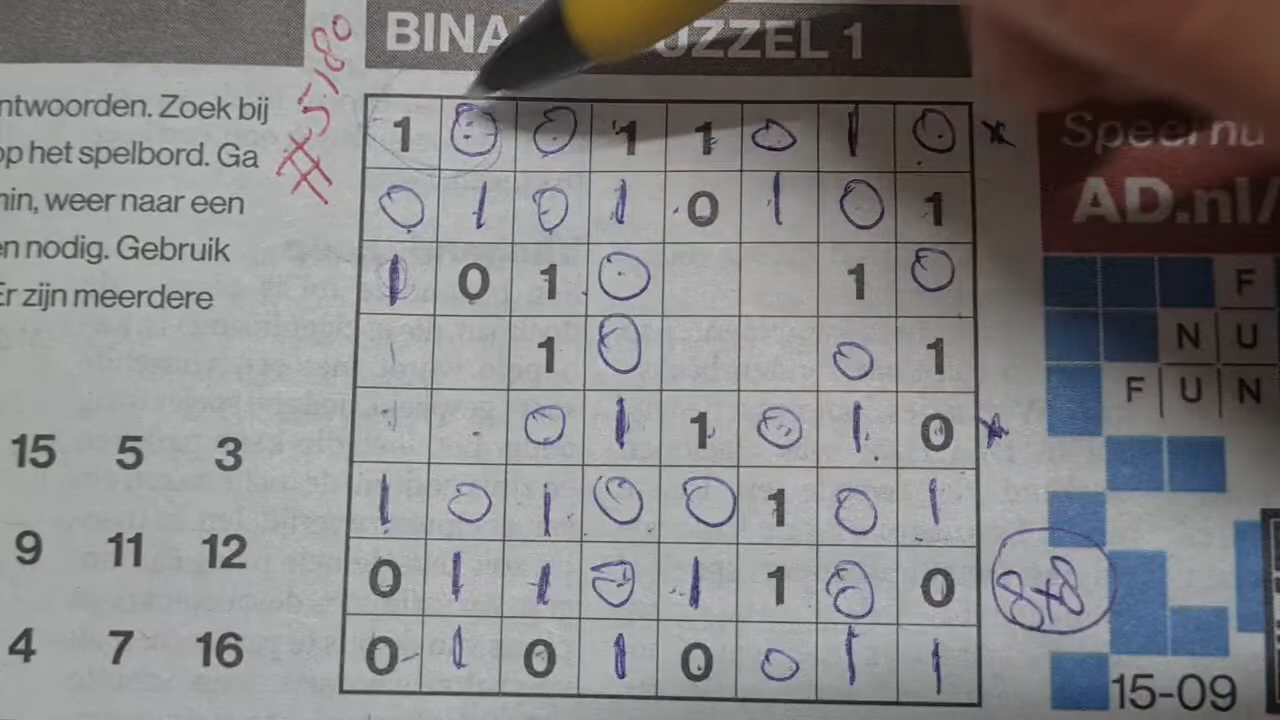 BINA UZZEL 1
#5180
ntwoorden. Zoek bij
op het spelbord. Ga
min, weer naar een
en nodig. Gebruik
Er zijn meerdere
15 5 3
9 11 12
4 7 16
1 0 0 1 1 0 1 0 *
0 1 0 1 0 1 0 1
1 0 1 0 1 0
1 0 0 1
0 1 1 0 1 0 *
1 0 1 0 0 1 0 1
0 1 1 0 1 1 0 0
0 1 0 1 0 0 1 1
8x8
Speel nu
AD.nl/
F
N U
F U N
15-09